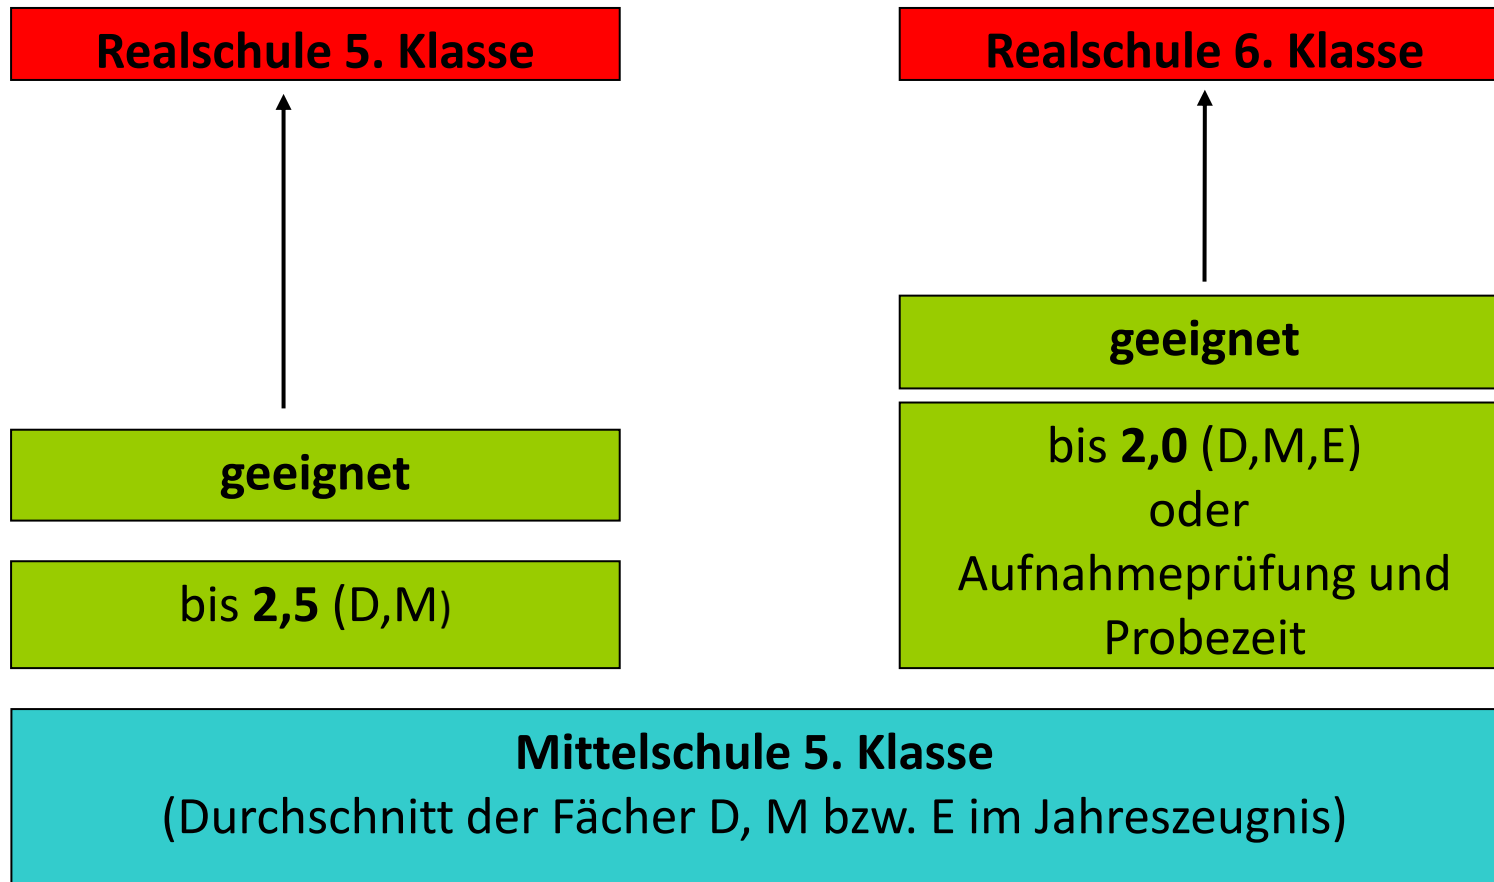 Realschule 5. Klasse
Realschule 6. Klasse
geeignet
bis 2,0 (D,M,E)
oder
Aufnahmeprüfung und
Probezeit
geeignet
bis 2,5 (D,M)
Mittelschule 5. Klasse
(Durchschnitt der Fächer D, M bzw. E im Jahreszeugnis)